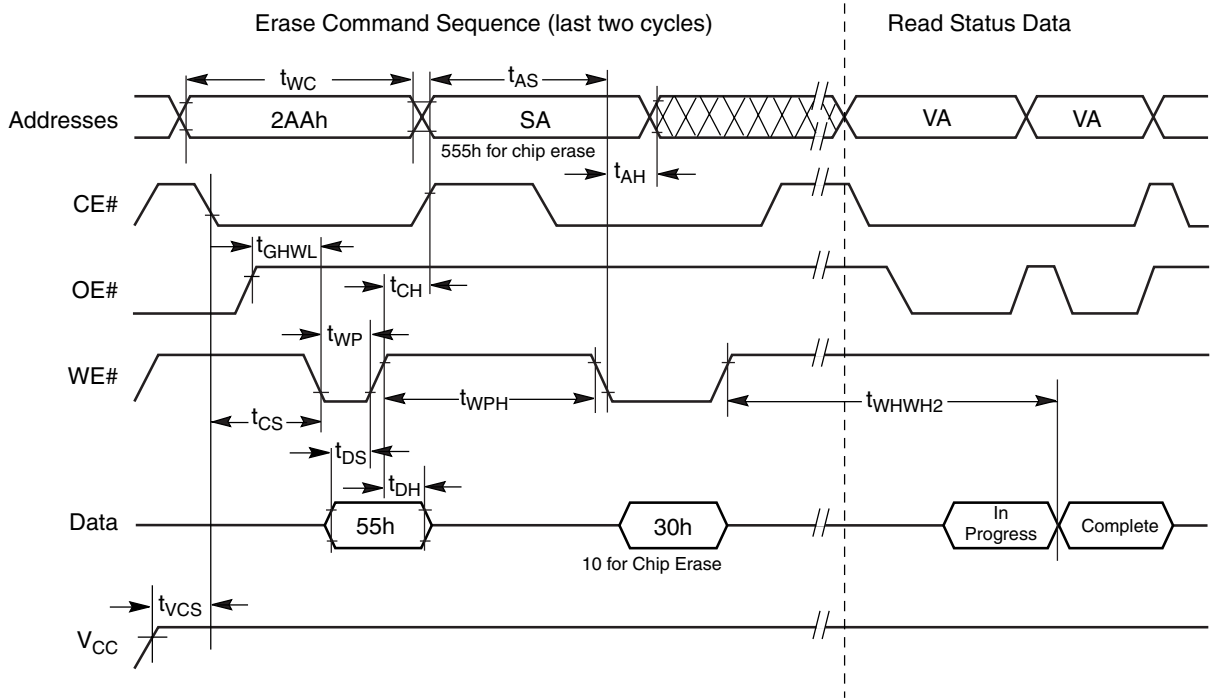 Erase Command Sequence (last two cycles)
Read Status Data
tWC
tAS
Addresses
2AAh
SA
VA
VA
555h for chip erase
tAH
CE#
tGHWL
tCH
OE#
tWP
WE#
tWPH
tWHWH2
tCS
tDS
tDH
Data
55h
30h
In
Progress
Complete
10 for Chip Erase
tVCS
VCC